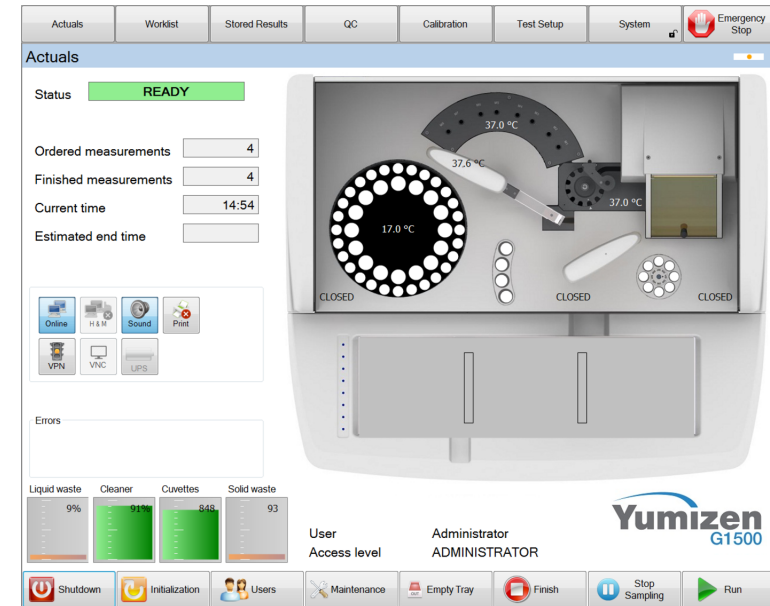 Actuals
Worklist
Stored Results
QC
Calibration
Test Setup
System
Emergency
Stop
Actuals
Status
READY
Ordered measurements
4
Finished measurements
4
Current time
14:54
Estimated end time
37.0 °C
37.6 °C
37.0 °C
17.0 °C
CLOSED
CLOSED
CLOSED
Online
H & M
Sound
Print
VPN
VNC
UPS
Errors
Liquid waste
Cleaner
Cuvettes
Solid waste
9%
91%
848
93
User
Administrator
Access level
ADMINISTRATOR
Yumizen
G1500
Shutdown
Initialization
Users
Maintenance
Empty Tray
Finish
Stop
Sampling
Run